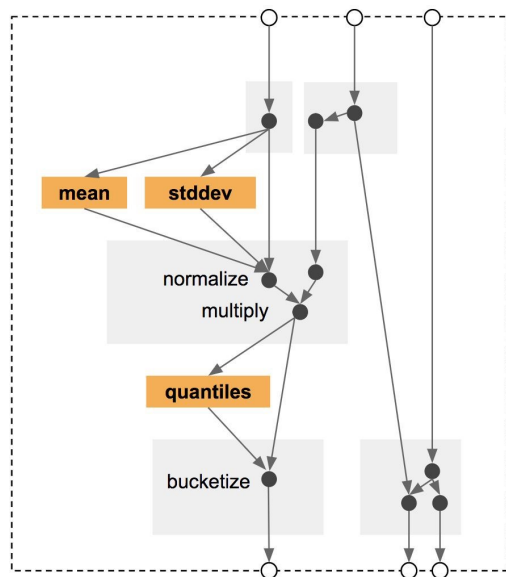 mean
stddev
normalize
multiply
quantiles
bucketize